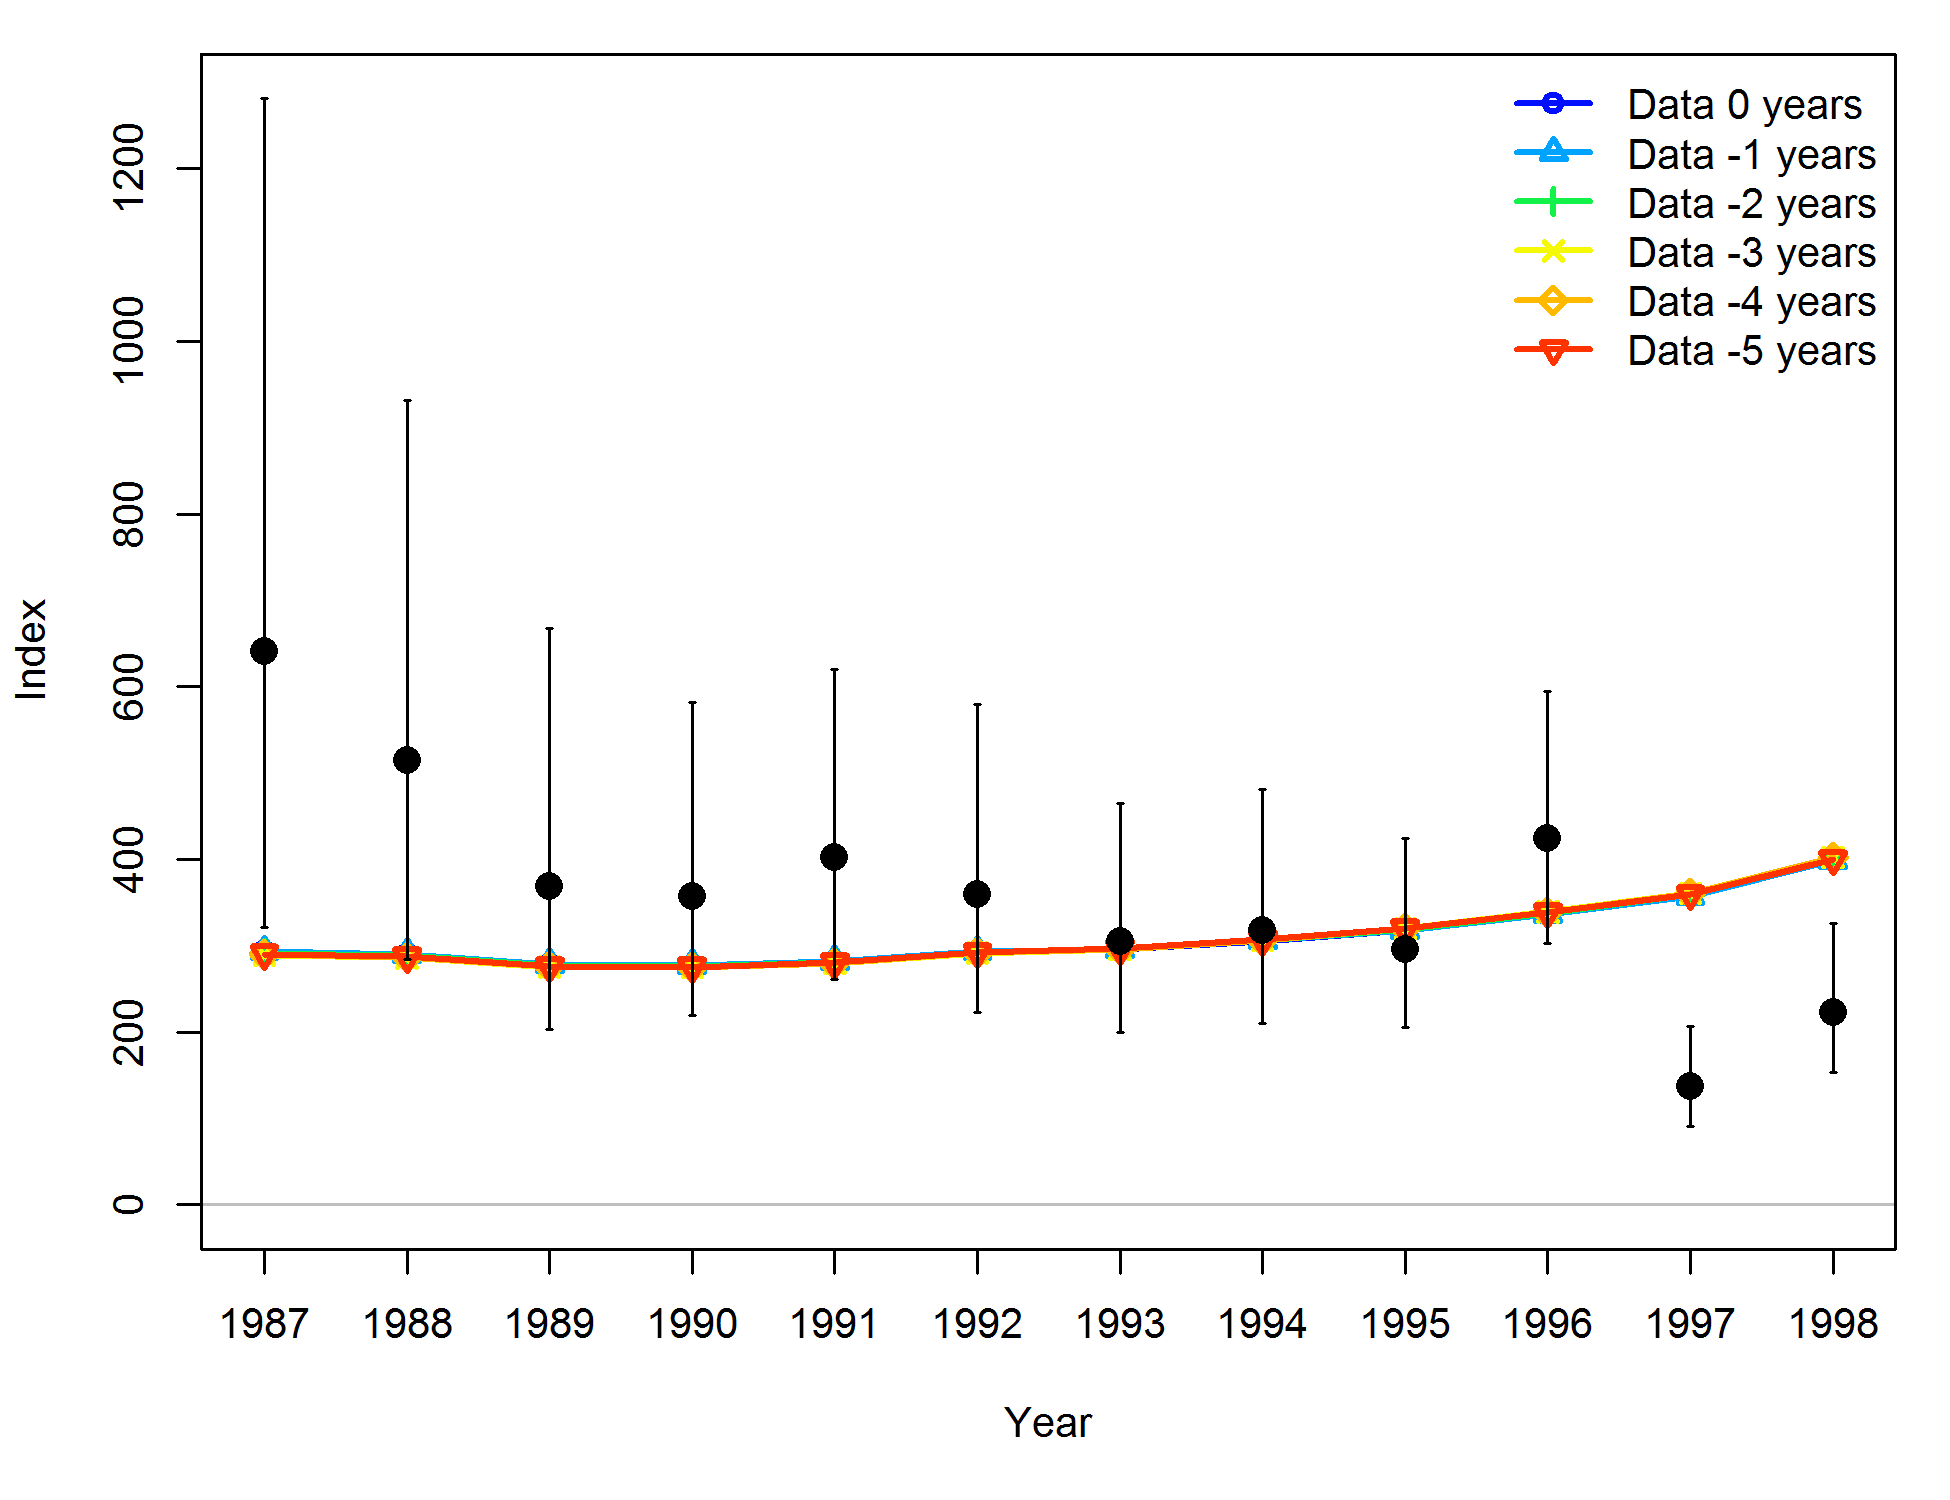 Data 0 years
Data -1 years
Data -2 years
Data -3 years
Data -4 years
Data -5 years
Index
1200
1000
800
600
400
200
0
1987 1988 1989 1990 1991 1992 1993 1994 1995 1996 1997 1998
Year